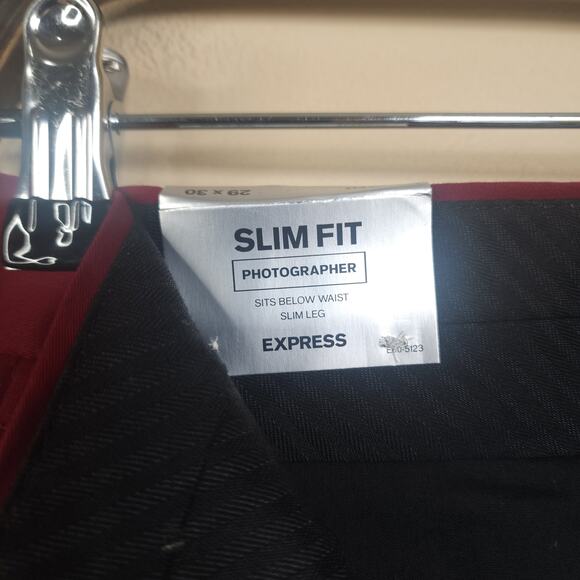 29 x 30
SLIM FIT
PHOTOGRAPHER
SITS BELOW WAIST
SLIM LEG
EXPRESS